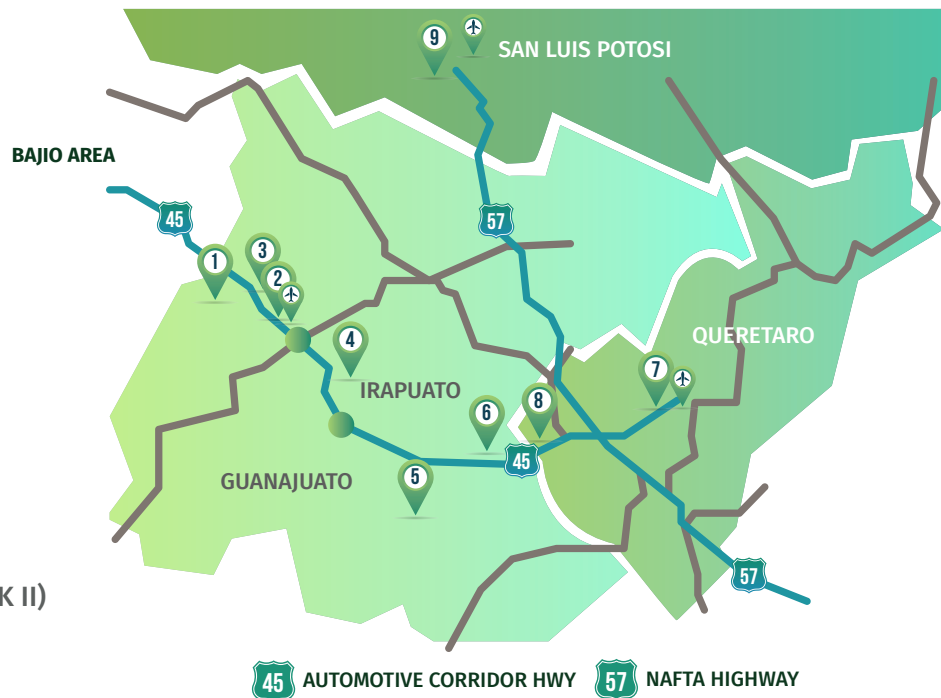 9
SAN LUIS POTOSI
BAJIO AREA
45
57
3
1
2
4
QUERETARO
IRAPUATO
7
6
8
45
5
GUANAJUATO
57
K II)
45 AUTOMOTIVE CORRIDOR HWY 57 NAFTA HIGHWAY